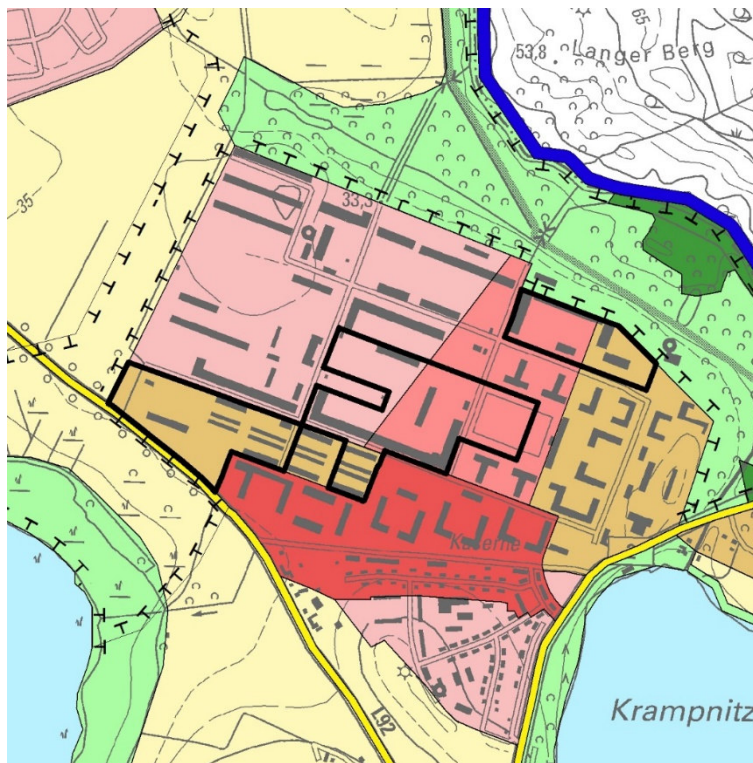 65
53,8 . Langer Berg
35
33,3
Kaserne
L92
Krampnitz